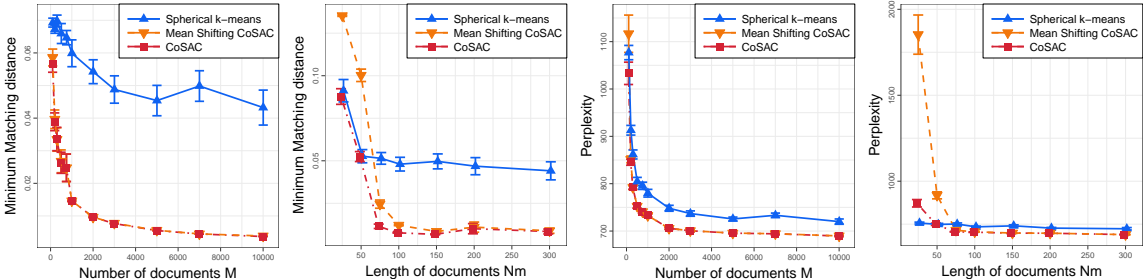 Minimum Matching distance
0.02
0.04
0.06
0
2000
4000
6000
8000
10000
Number of documents M
Spherical k−means
Mean Shifting CoSAC
CoSAC
Minimum Matching distance
0.05
0.10
50
100
150
200
250
300
Length of documents Nm
Spherical k−means
Mean Shifting CoSAC
CoSAC
Perplexity
700
800
900
1000
1100
0
2000
4000
6000
8000
10000
Number of documents M
Spherical k−means
Mean Shifting CoSAC
CoSAC
Perplexity
1000
1500
2000
50
100
150
200
250
300
Length of documents Nm
Spherical k−means
Mean Shifting CoSAC
CoSAC